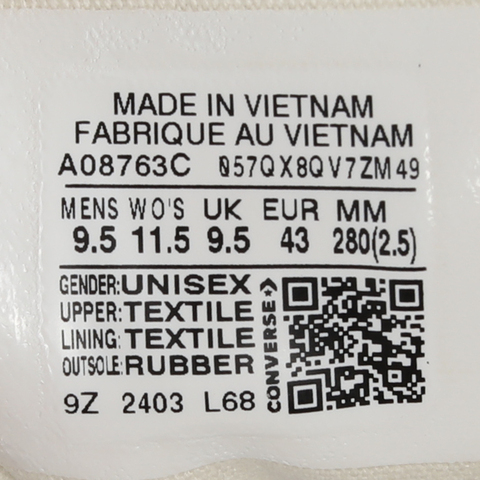 MADE IN VIETNAM
FABRIQUE AU VIETNAM
A08763C 057QX8QV7ZM49
MENS WO'S UK EUR MM
9.5 11.5 9.5 43 280(2.5)
GENDER:UNISEX
UPPER:TEXTILE
LINING:TEXTILE
OUTSOLE:RUBBER
9Z 2403 L68
CONVERSE